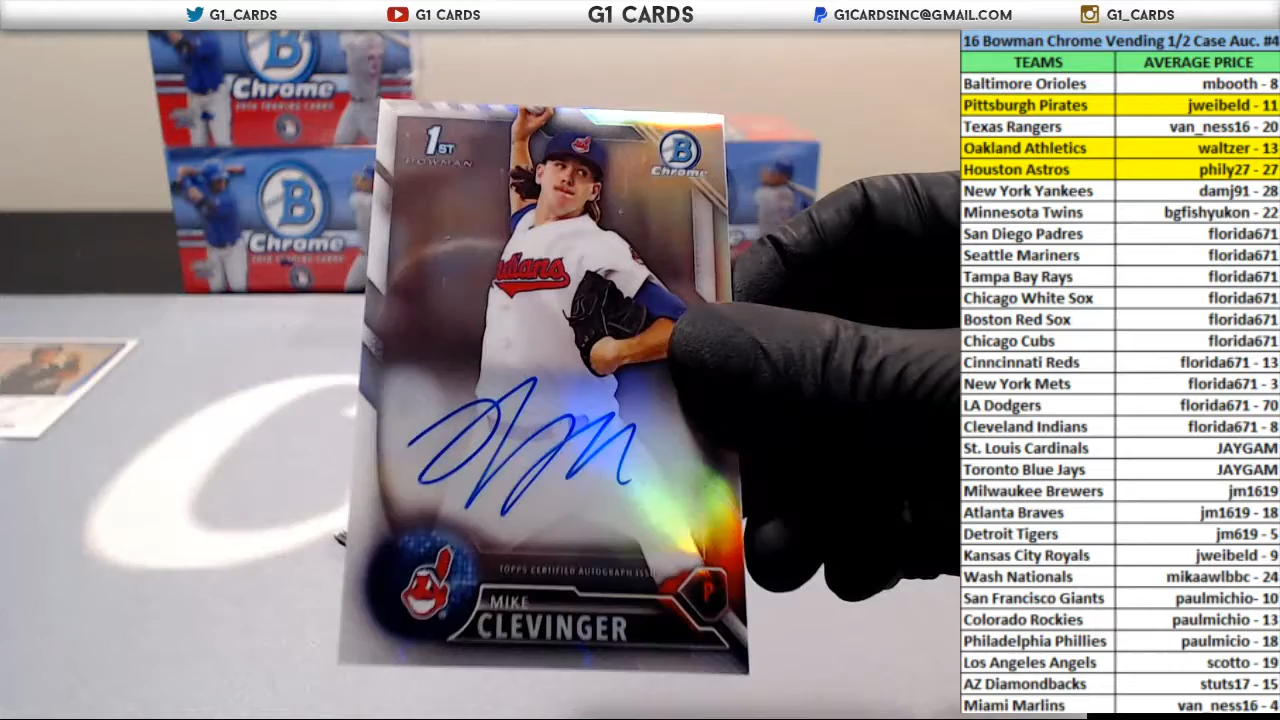 G1_CARDS
G1 CARDS
G1 CARDS
G1CARDSINC@GMAIL.COM
G1_CARDS
16 Bowman Chrome Vending 1/2 Case Auc. #4
TEAMS AVERAGE PRICE
Baltimore Orioles mbooth - 8
Pittsburgh Pirates jweibeld - 11
Texas Rangers van_ness16 - 20
Oakland Athletics waltzer - 13
Houston Astros phily27 - 27
New York Yankees damj91 - 28
Minnesota Twins bgfishyukon - 22
San Diego Padres florida671
Seattle Mariners florida671
Tampa Bay Rays florida671
Chicago White Sox florida671
Boston Red Sox florida671
Chicago Cubs florida671
Cinncinnati Reds florida671 - 13
New York Mets florida671 - 3
LA Dodgers florida671 - 70
Cleveland Indians florida671 - 8
St. Louis Cardinals JAYGAM
Toronto Blue Jays JAYGAM
Milwaukee Brewers jm1619
Atlanta Braves jm1619 - 18
Detroit Tigers jm619 - 5
Kansas City Royals jweibeld - 9
Wash Nationals mikaawlbbc - 24
San Francisco Giants paulmichio- 10
Colorado Rockies paulmichio - 13
Philadelphia Phillies paulmicio - 18
Los Angeles Angels scotto - 19
AZ Diamondbacks stuts17 - 15
Miami Marlins van_ness16 - 4
B
Chrome
B
Chrome
1ST
BOWMAN
B
Chrome
Indians
TOPPS CERTIFIED AUTOGRAPH ISS
P
MIKE
CLEVINGER